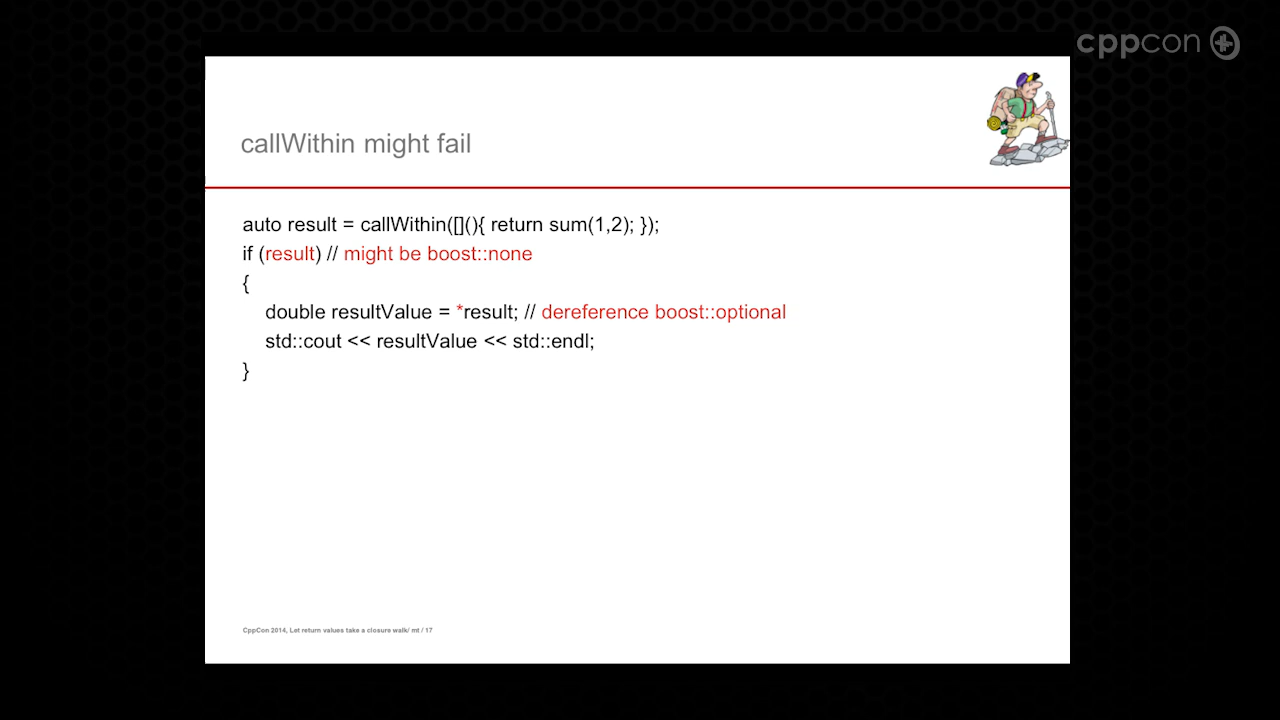 cppcon
callWithin might fail
auto result = callWithin([](){ return sum(1,2); });
if (result) // might be boost::none
{
double resultValue = *result; // dereference boost::optional
std::cout << resultValue << std::endl;
}
CppCon 2014, Let return values take a closure walk/ mt / 17